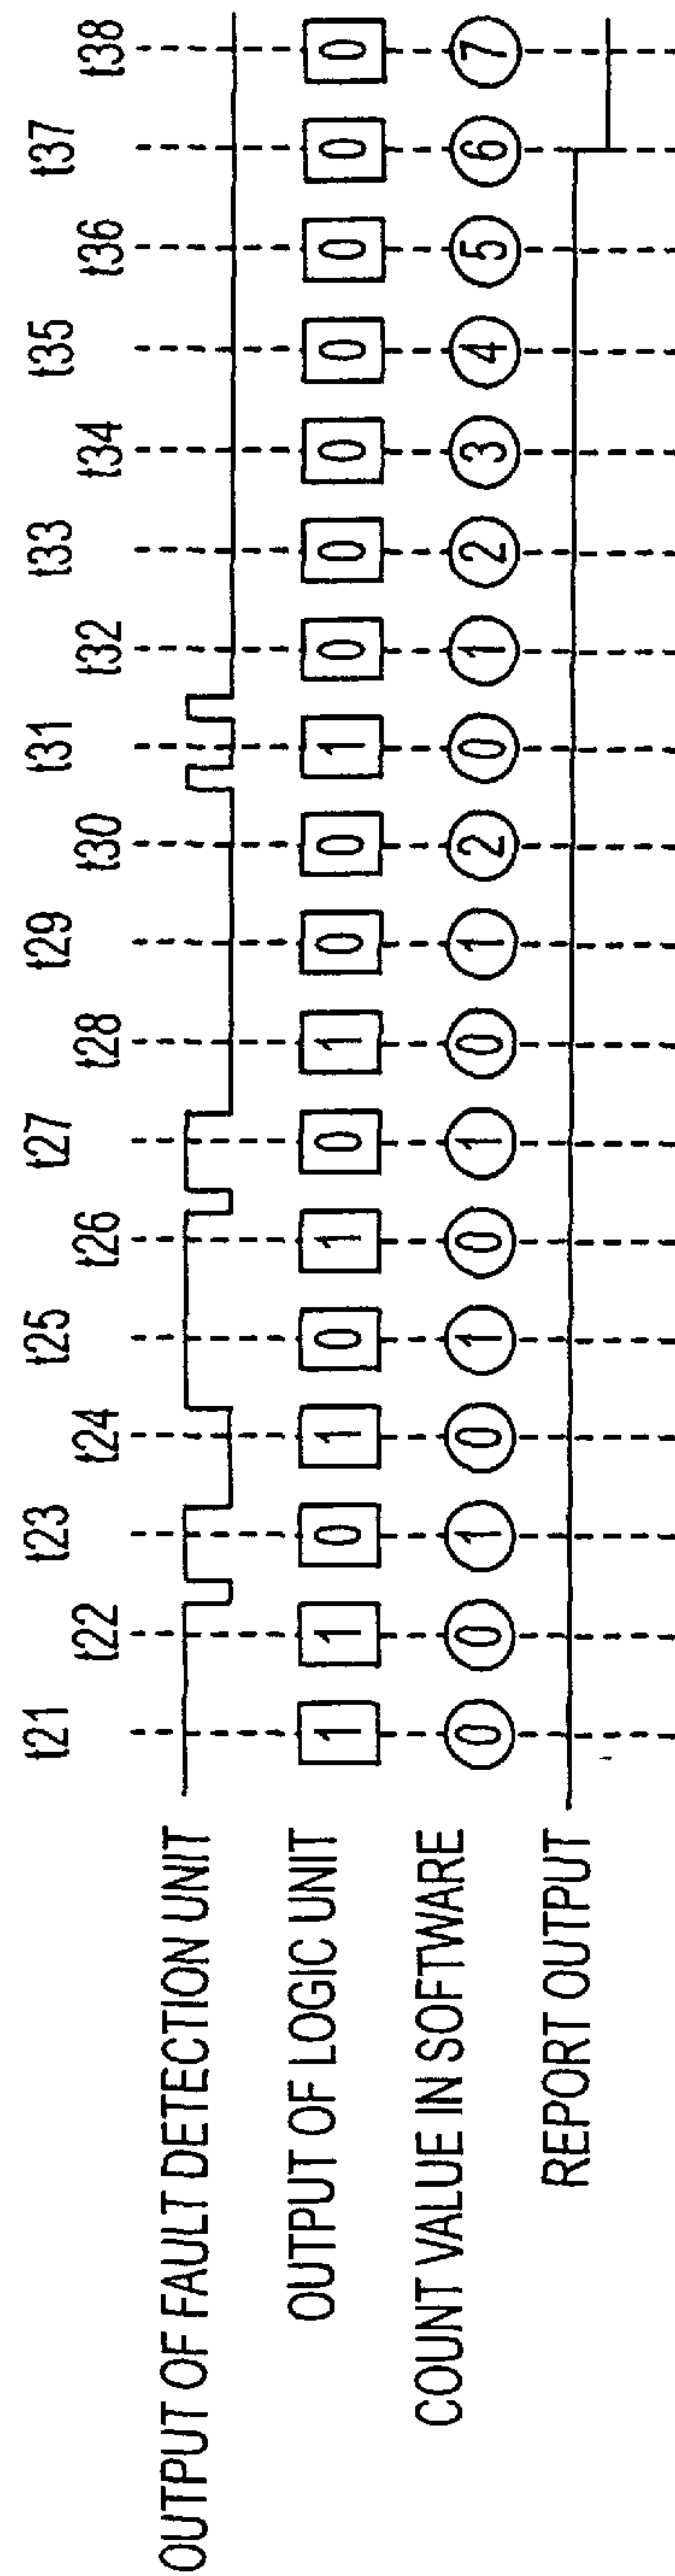 t21 t22 t23 t24 t25 t26 t27 t28 t29 t30 t31 t32 t33 t34 t35 t36 t37 t38
OUTPUT OF FAULT DETECTION UNIT
OUTPUT OF LOGIC UNIT 1 1 0 1 0 1 0 1 0 0 1 0 0 0 0 0 0 0
COUNT VALUE IN SOFTWARE 0 0 1 0 1 0 1 0 1 2 0 1 2 3 4 5 6 7
REPORT OUTPUT